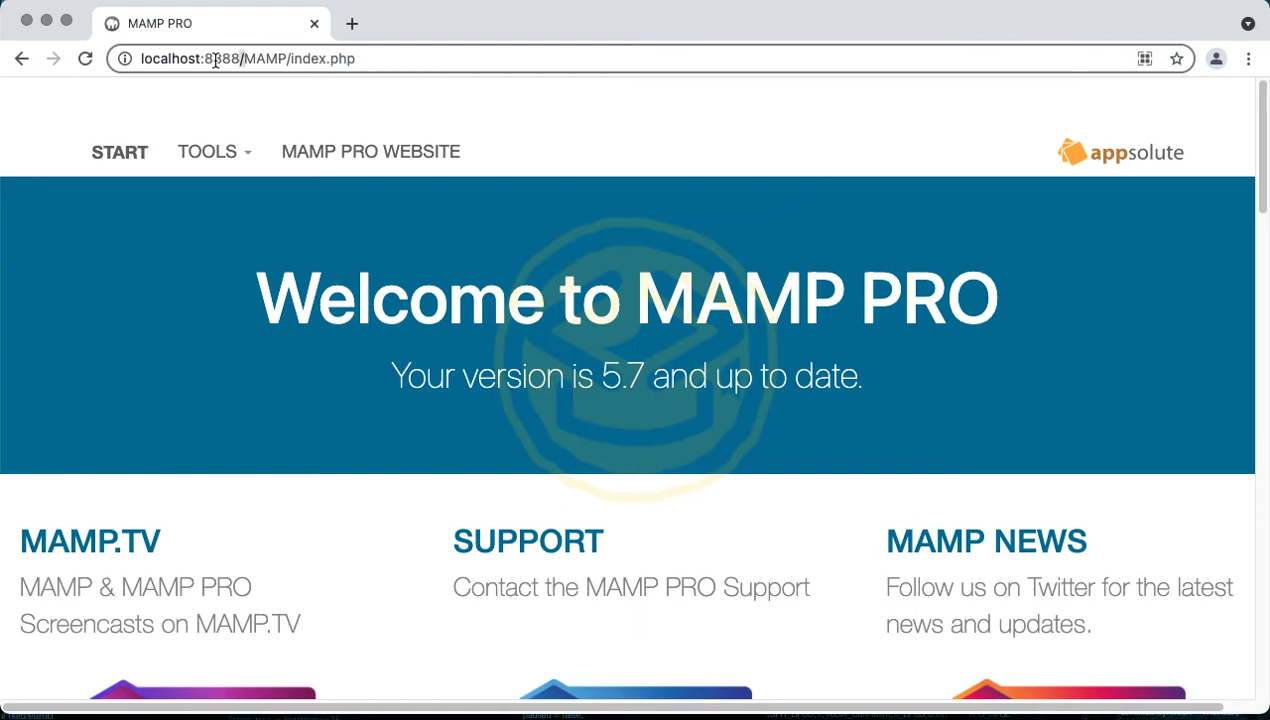 MAMP PRO
localhost:8888/MAMP/index.php
START TOOLS MAMP PRO WEBSITE appsolute
Welcome to MAMP PRO
Your version is 5.7 and up to date.
MAMP.TV
MAMP & MAMP PRO
Screencasts on MAMP.TV
SUPPORT
Contact the MAMP PRO Support
MAMP NEWS
Follow us on Twitter for the latest
news and updates.